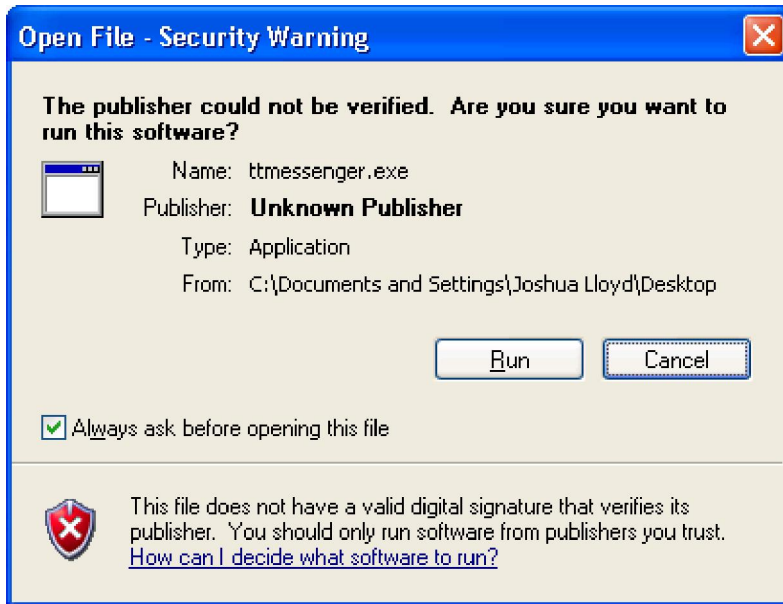 Open File - Security Warning
The publisher could not be verified.  Are you sure you want to
run this software?
Name: ttmessenger.exe
Publisher: Unknown Publisher
Type: Application
From: C:\Documents and Settings\Joshua Lloyd\Desktop
Run Cancel
Always ask before opening this file
This file does not have a valid digital signature that verifies its
publisher.  You should only run software from publishers you trust.
How can I decide what software to run?